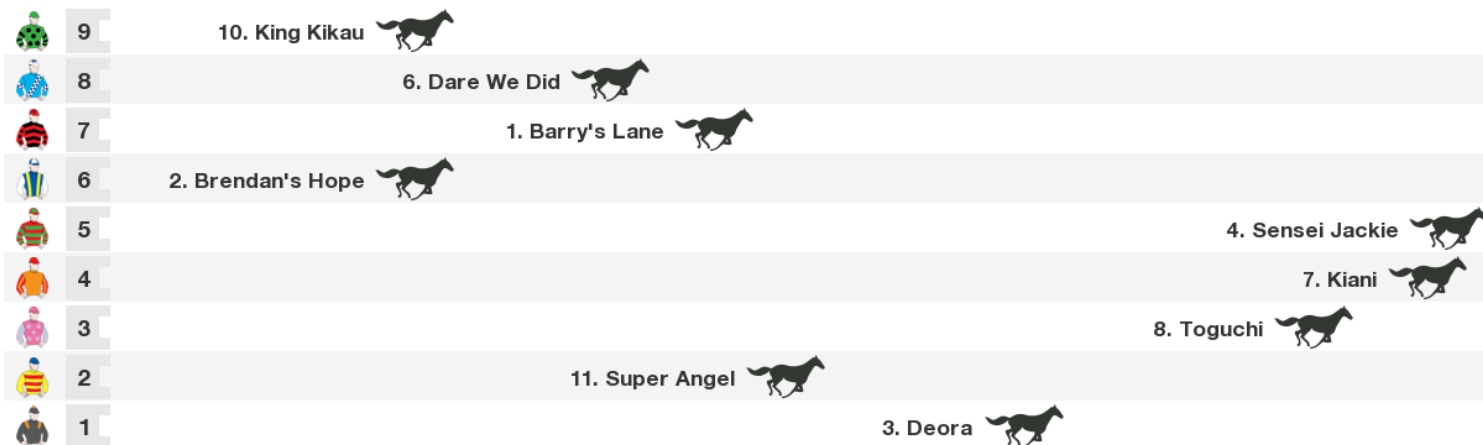 9 10. King Kikau
8 6. Dare We Did
7 1. Barry's Lane
6 2. Brendan's Hope
5 4. Sensei Jackie
4 7. Kiani
3 8. Toguchi
2 11. Super Angel
1 3. Deora